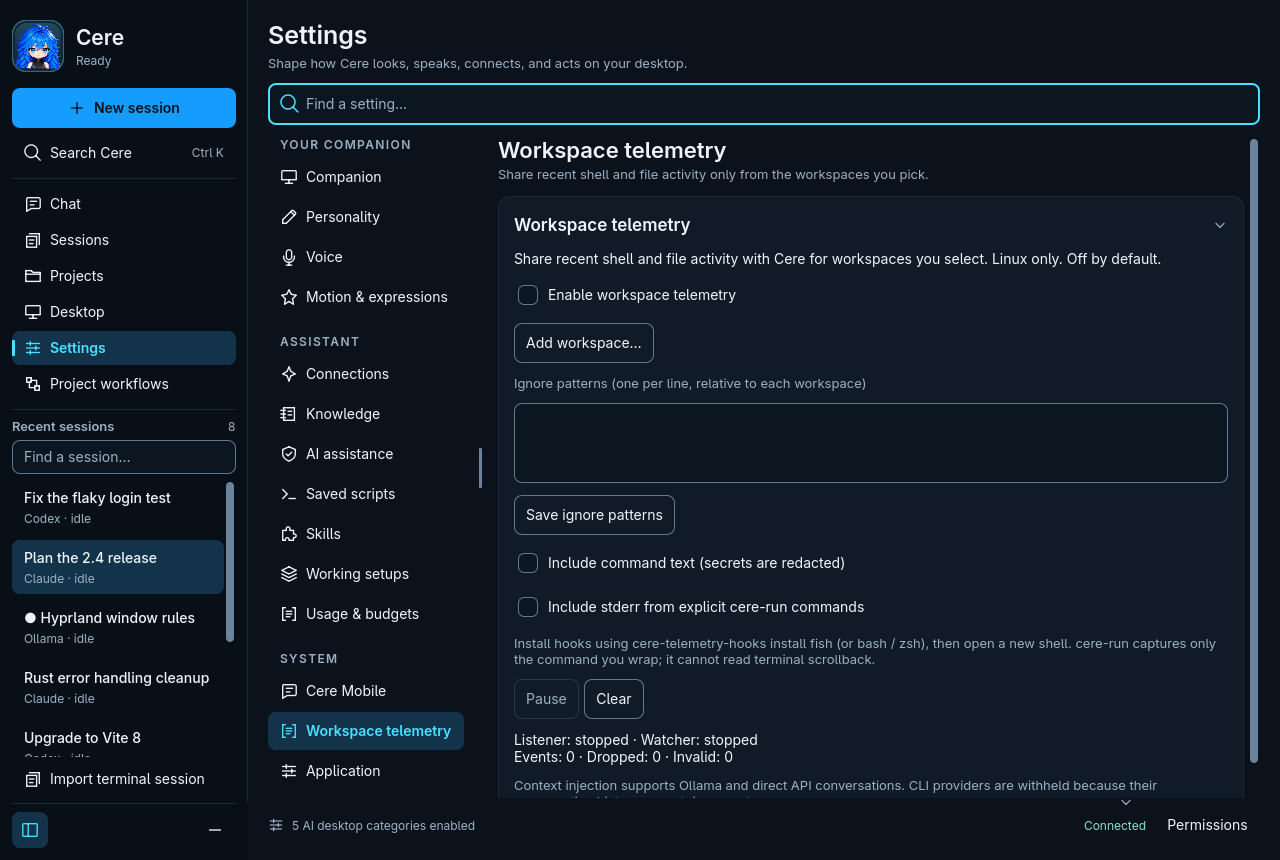 Cere
Ready
New session
Search Cere
Ctrl K
Chat
Sessions
Projects
Desktop
Settings
Project workflows
Recent sessions
8
Find a session...
Fix the flaky login test
Codex · idle
Plan the 2.4 release
Claude · idle
Hyprland window rules
Ollama · idle
Rust error handling cleanup
Claude · idle
Upgrade to Vite 8
Import terminal session
Settings
Shape how Cere looks, speaks, connects, and acts on your desktop.
Find a setting...
YOUR COMPANION
Companion
Personality
Voice
Motion & expressions
ASSISTANT
Connections
Knowledge
AI assistance
Saved scripts
Skills
Working setups
Usage & budgets
SYSTEM
Cere Mobile
Workspace telemetry
Application
Workspace telemetry
Share recent shell and file activity only from the workspaces you pick.
Workspace telemetry
Share recent shell and file activity with Cere for workspaces you select. Linux only. Off by default.
Enable workspace telemetry
Add workspace...
Ignore patterns (one per line, relative to each workspace)
Save ignore patterns
Include command text (secrets are redacted)
Include stderr from explicit cere-run commands
Install hooks using cere-telemetry-hooks install fish (or bash / zsh), then open a new shell. cere-run captures only
the command you wrap; it cannot read terminal scrollback.
Pause
Clear
Listener: stopped · Watcher: stopped
Events: 0 · Dropped: 0 · Invalid: 0
Context injection supports Ollama and direct API conversations. CLI providers are withheld because their
5 AI desktop categories enabled
Connected
Permissions